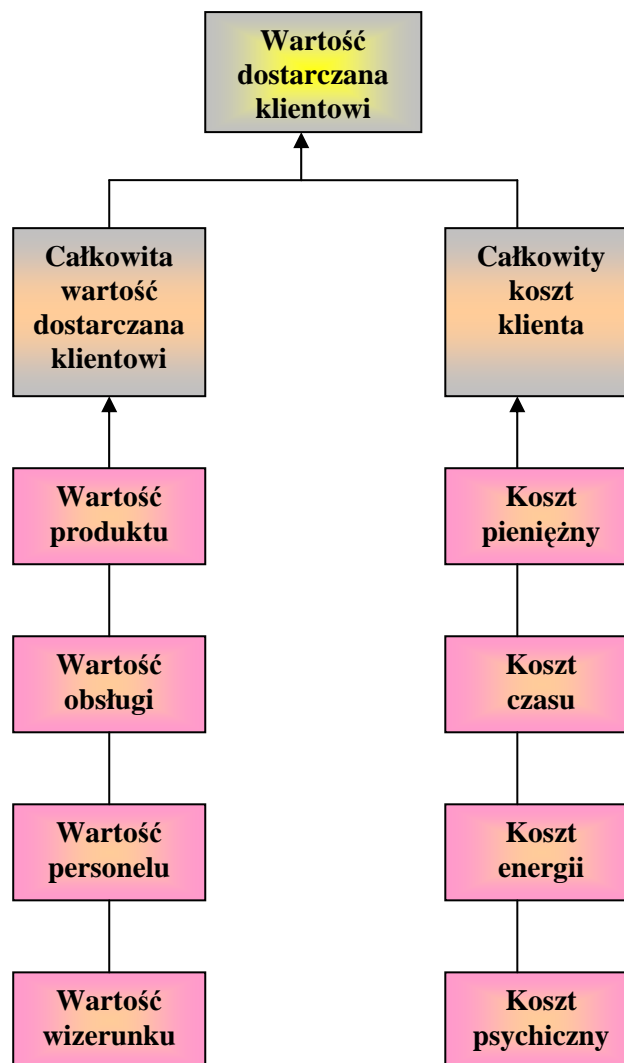 Wartość
dostarczana
klientowi
Całkowita
wartość
dostarczana
klientowi
Całkowity
koszt
klienta
Wartość
produktu
Koszt
pieniężny
Wartość
obsługi
Koszt
czasu
Wartość
personelu
Koszt
energii
Wartość
wizerunku
Koszt
psychiczny